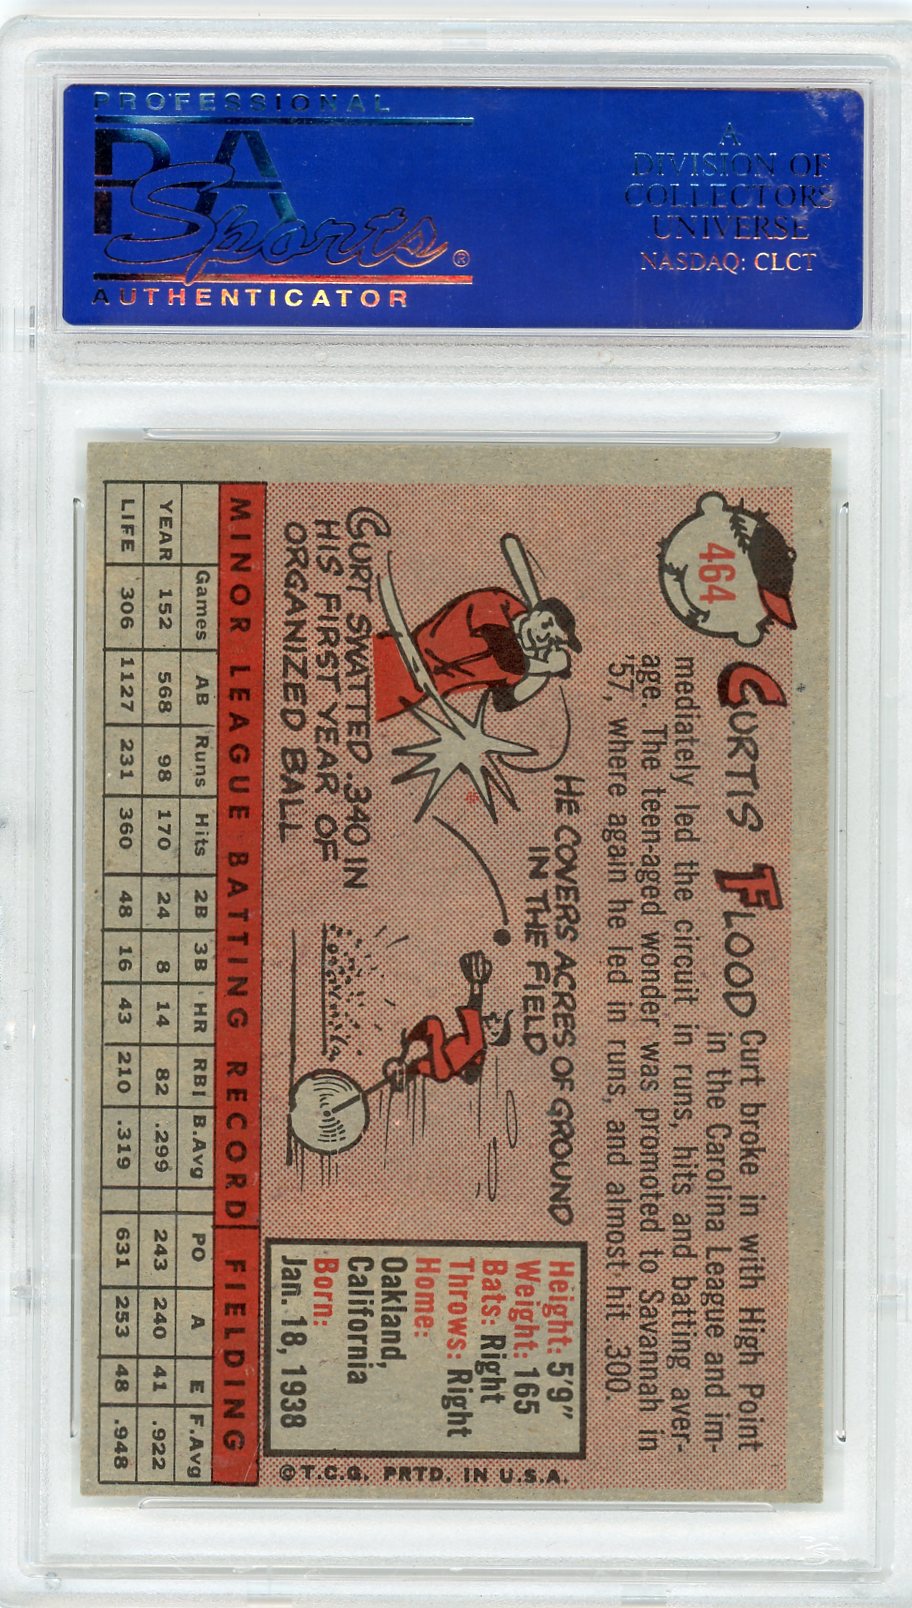 PROFESSIONAL
PSA
Sports®
AUTHENTICATOR
A
DIVISION OF
COLLECTORS
UNIVERSE
NASDAQ: CLCT
464
CURTIS FLOOD
Curt broke in with High Point
in the Carolina League and im-
mediately led the circuit in runs, hits and batting aver-
age. The teen-aged wonder was promoted to Savannah in
'57, where again he led in runs, and almost hit .300.
HE COVERS ACRES OF GROUND
IN THE FIELD
CURT SWATTED .340 IN
HIS FIRST YEAR OF
ORGANIZED BALL
Height: 5'9"
Weight: 165
Bats: Right
Throws: Right
Home:
Oakland,
California
Born:
Jan. 18, 1938
©T.C.G. PRTD. IN U.S.A.
MINOR LEAGUE BATTING RECORD FIELDING
Games AB Runs Hits 2B 3B HR RBI B.Avg PO A E F.Avg
YEAR 152 568 98 170 24 8 14 82 .299 243 240 41 .922
LIFE 306 1127 231 360 48 16 43 210 .319 631 253 48 .948